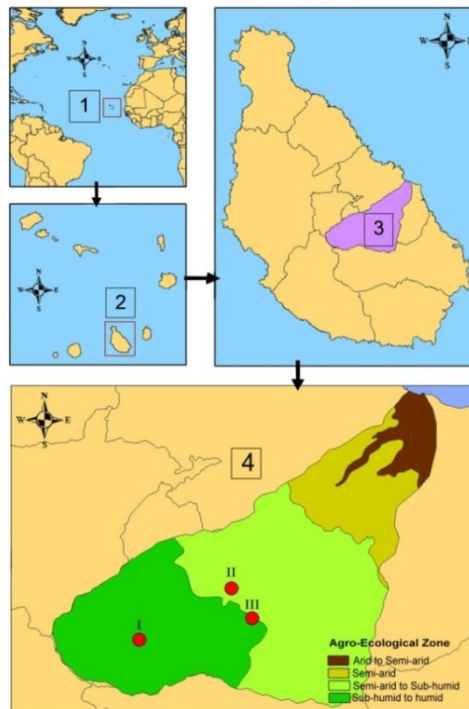 N
W E
S
1
N
W E
S
2
N
W E
S
3
N
W E
S
4
II
III
I
Agro-Ecological Zone
Arid to Semi-arid
Semi-arid
Semi-arid to Sub-humid
Sub-humid to humid